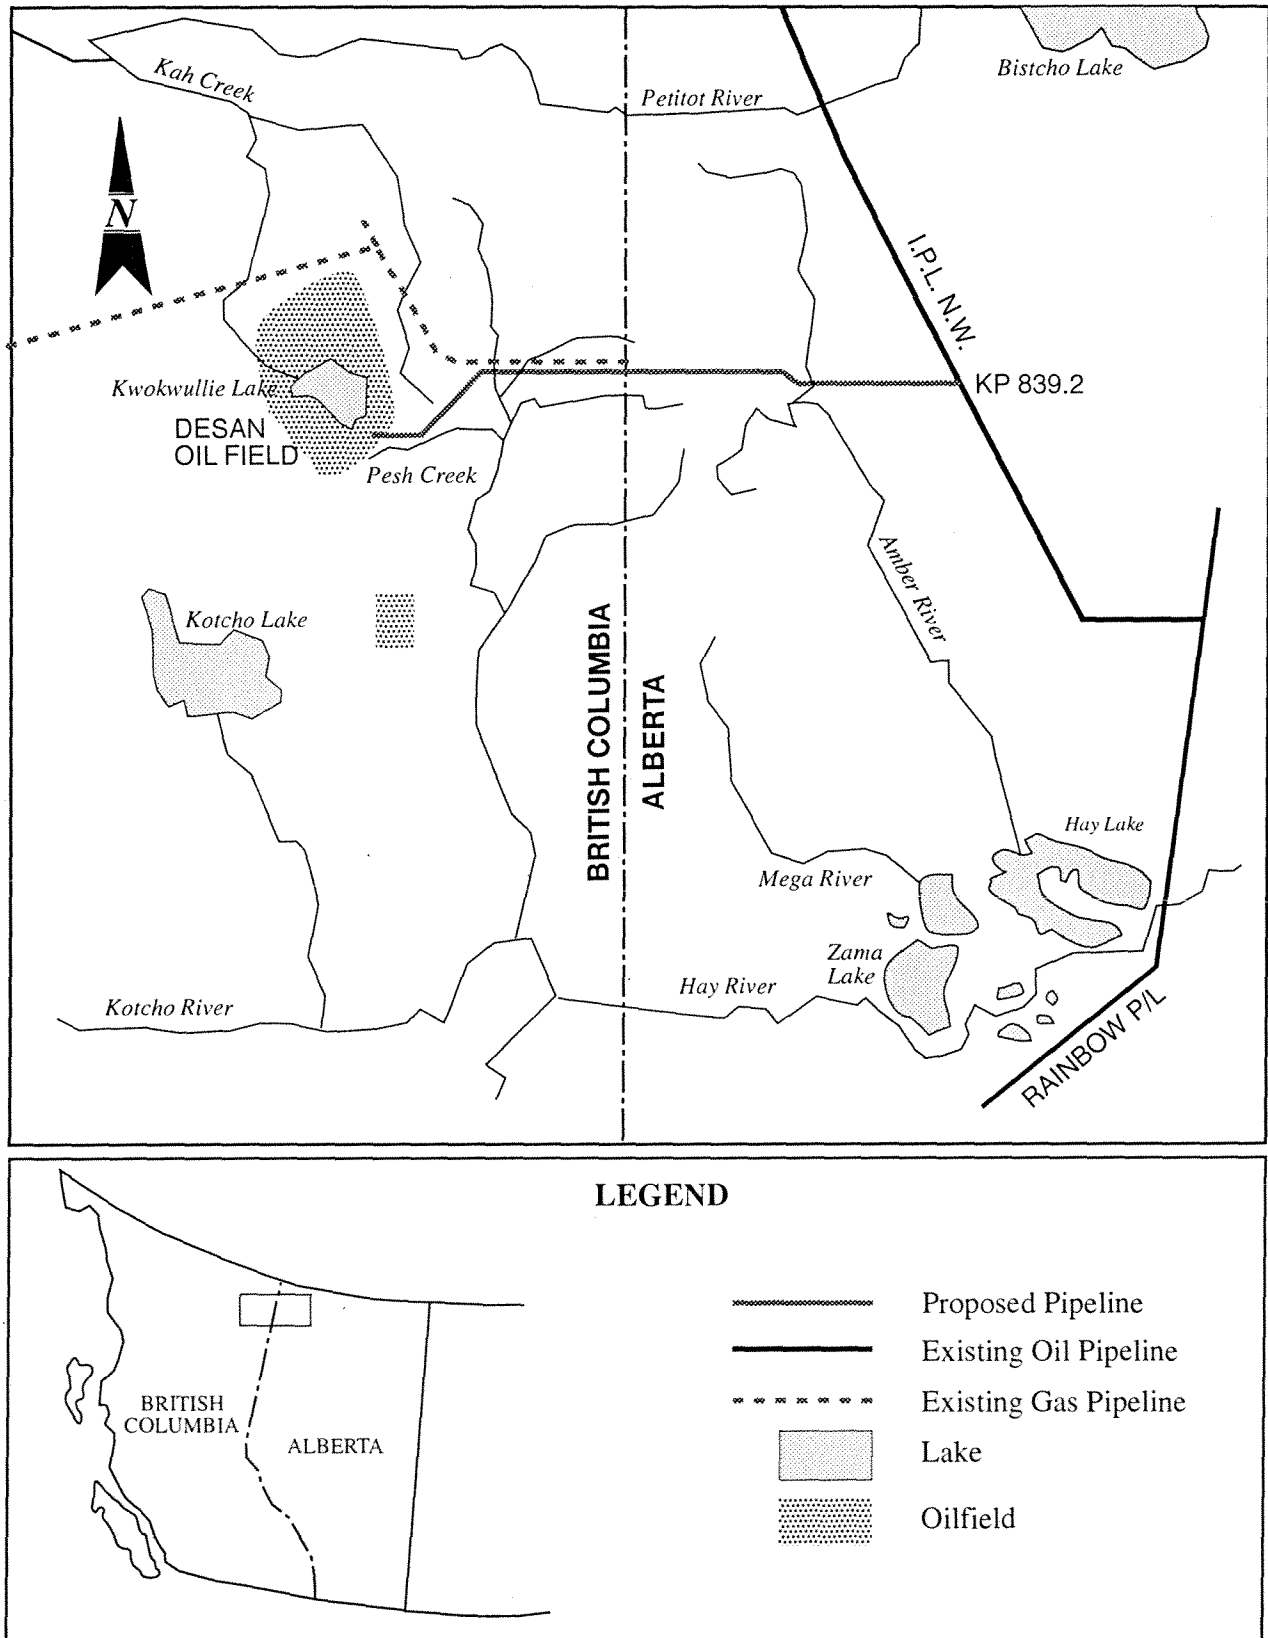 Bistcho Lake
Kah Creek
Petitot River
N
I.P.L. N.W.
KP 839.2
Kwokwullie Lake
DESAN
OIL FIELD
Pesh Creek
Amber River
Kotcho Lake
BRITISH COLUMBIA
ALBERTA
Hay Lake
Mega River
Zama
Lake
Hay River
Kotcho River
RAINBOW P/L
LEGEND
Proposed Pipeline
Existing Oil Pipeline
Existing Gas Pipeline
Lake
Oilfield
BRITISH
COLUMBIA
ALBERTA